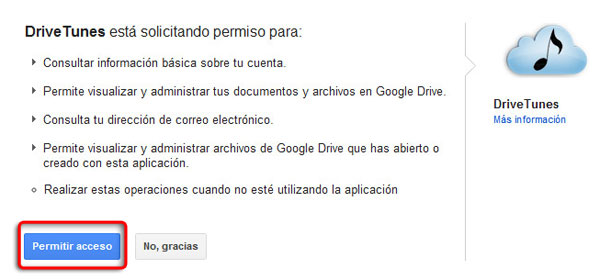 DriveTunes está solicitando permiso para:
Consultar información básica sobre tu cuenta.
Permite visualizar y administrar tus documentos y archivos en Google Drive.
Consulta tu dirección de correo electrónico.
Permite visualizar y administrar archivos de Google Drive que has abierto o
creado con esta aplicación.
Realizar estas operaciones cuando no esté utilizando la aplicación
Permitir acceso
No, gracias
DriveTunes
Más información